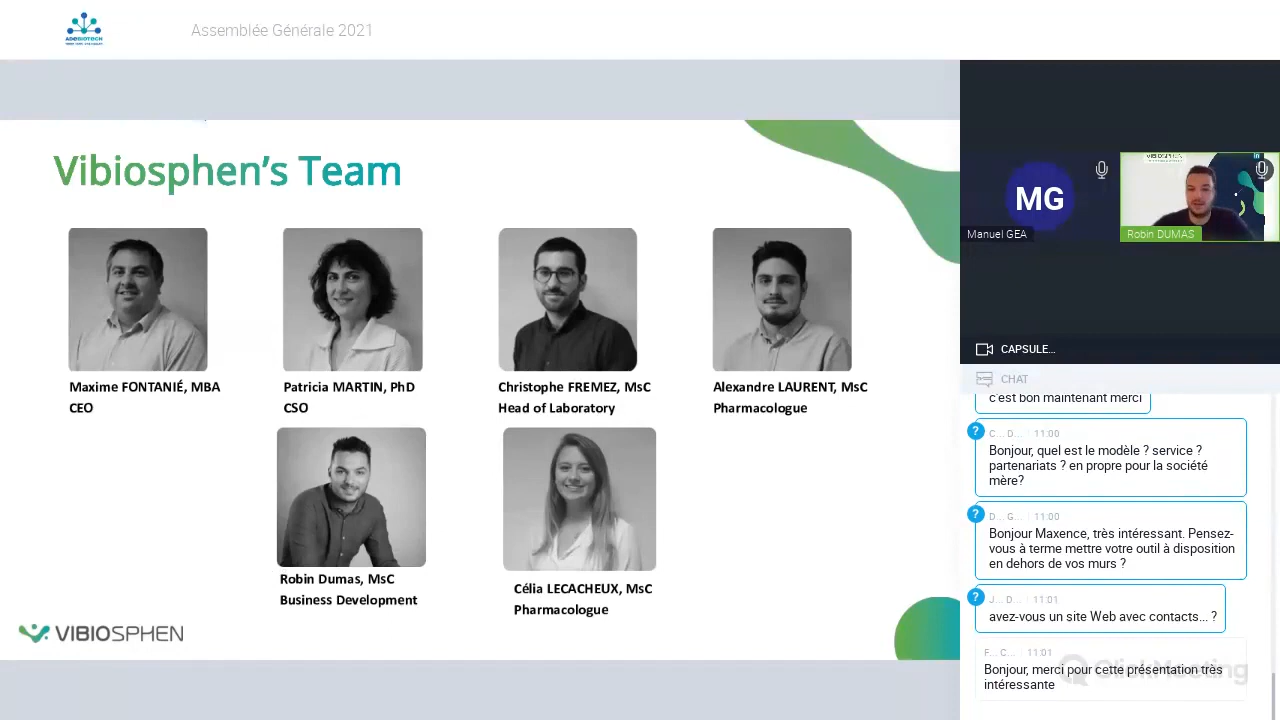 ADEBIOTECH
Assemblée Générale 2021
Vibiosphen's Team
Maxime FONTANIÉ, MBA
CEO
Patricia MARTIN, PhD
CSO
Christophe FREMEZ, MsC
Head of Laboratory
Alexandre LAURENT, MsC
Pharmacologue
Robin Dumas, MsC
Business Development
Célia LECACHEUX, MsC
Pharmacologue
VIBIOSPHEN
MG
Manuel GEA
VIBIOSPHEN
in
Robin DUMAS
CAPSULE...
CHAT
c'est bon maintenant merci
? C... D... 11:00
Bonjour, quel est le modèle ? service ?
partenariats ? en propre pour la société
mère?
? D... G... 11:00
Bonjour Maxence, très intéressant. Pensez-
vous à terme mettre votre outil à disposition
en dehors de vos murs ?
? J... D... 11:01
avez-vous un site Web avec contacts... ?
F... C... 11:01
Bonjour, merci pour cette présentation très
intéressante
ClickMeeting